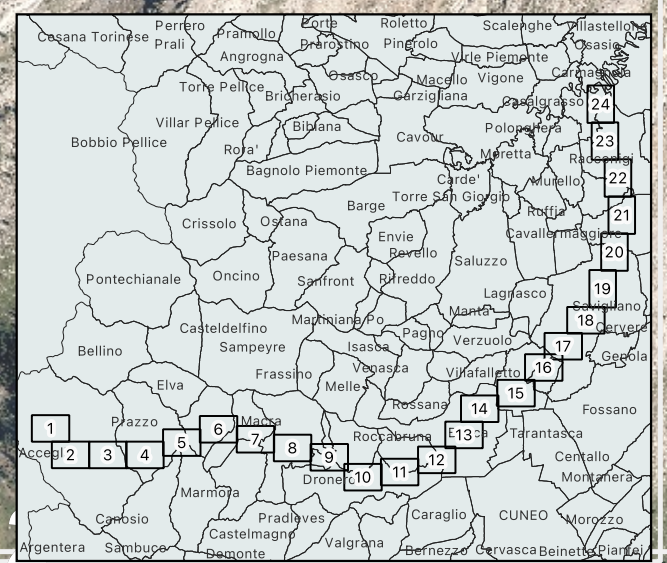 Perrero
Porte
Roletto
Scalenghe
Villastellone
Cesana Torinese
Prali
Pramollo
Prarostino
Pinerolo
Osasio
Angrogna
Virle Piemonte
Osasco
Macello
Vigone
Carmagnola
Torre Pellice
Bricherasio
Garzigliana
Casalgrasso
24
Villar Pellice
Bibiana
Polonghera
Bobbio Pellice
Rora'
Cavour
23
Moretta
Racconigi
Bagnolo Piemonte
Carde'
Murello
22
Torre San Giorgio
Barge
Ruffia
21
Crissolo
Ostana
Envie
Cavallermaggiore
Revello
20
Paesana
Saluzzo
Pontechianale
Oncino
Sanfront
Rifreddo
Lagnasco
19
Savigliano
Martiniana Po
Manta
18
Cervere
Casteldelfino
Pagno
Verzuolo
Bellino
Sampeyre
Isasca
17
Genola
Venasca
16
Frassino
Villafalletto
Elva
Melle
15
Rossana
14
Fossano
Prazzo
Macra
1
6
Roccabruna
13
Tarantasca
5
7
Accegl
2
3
4
8
9
12
Centallo
Dronero
10
11
Montanera
Marmora
Canosio
Pradleves
Caraglio
CUNEO
Morozzo
Castelmagno
Argentera
Sambuco
Demonte
Valgrana
Bernezzo
Cervasca
Beinette
Pianfei